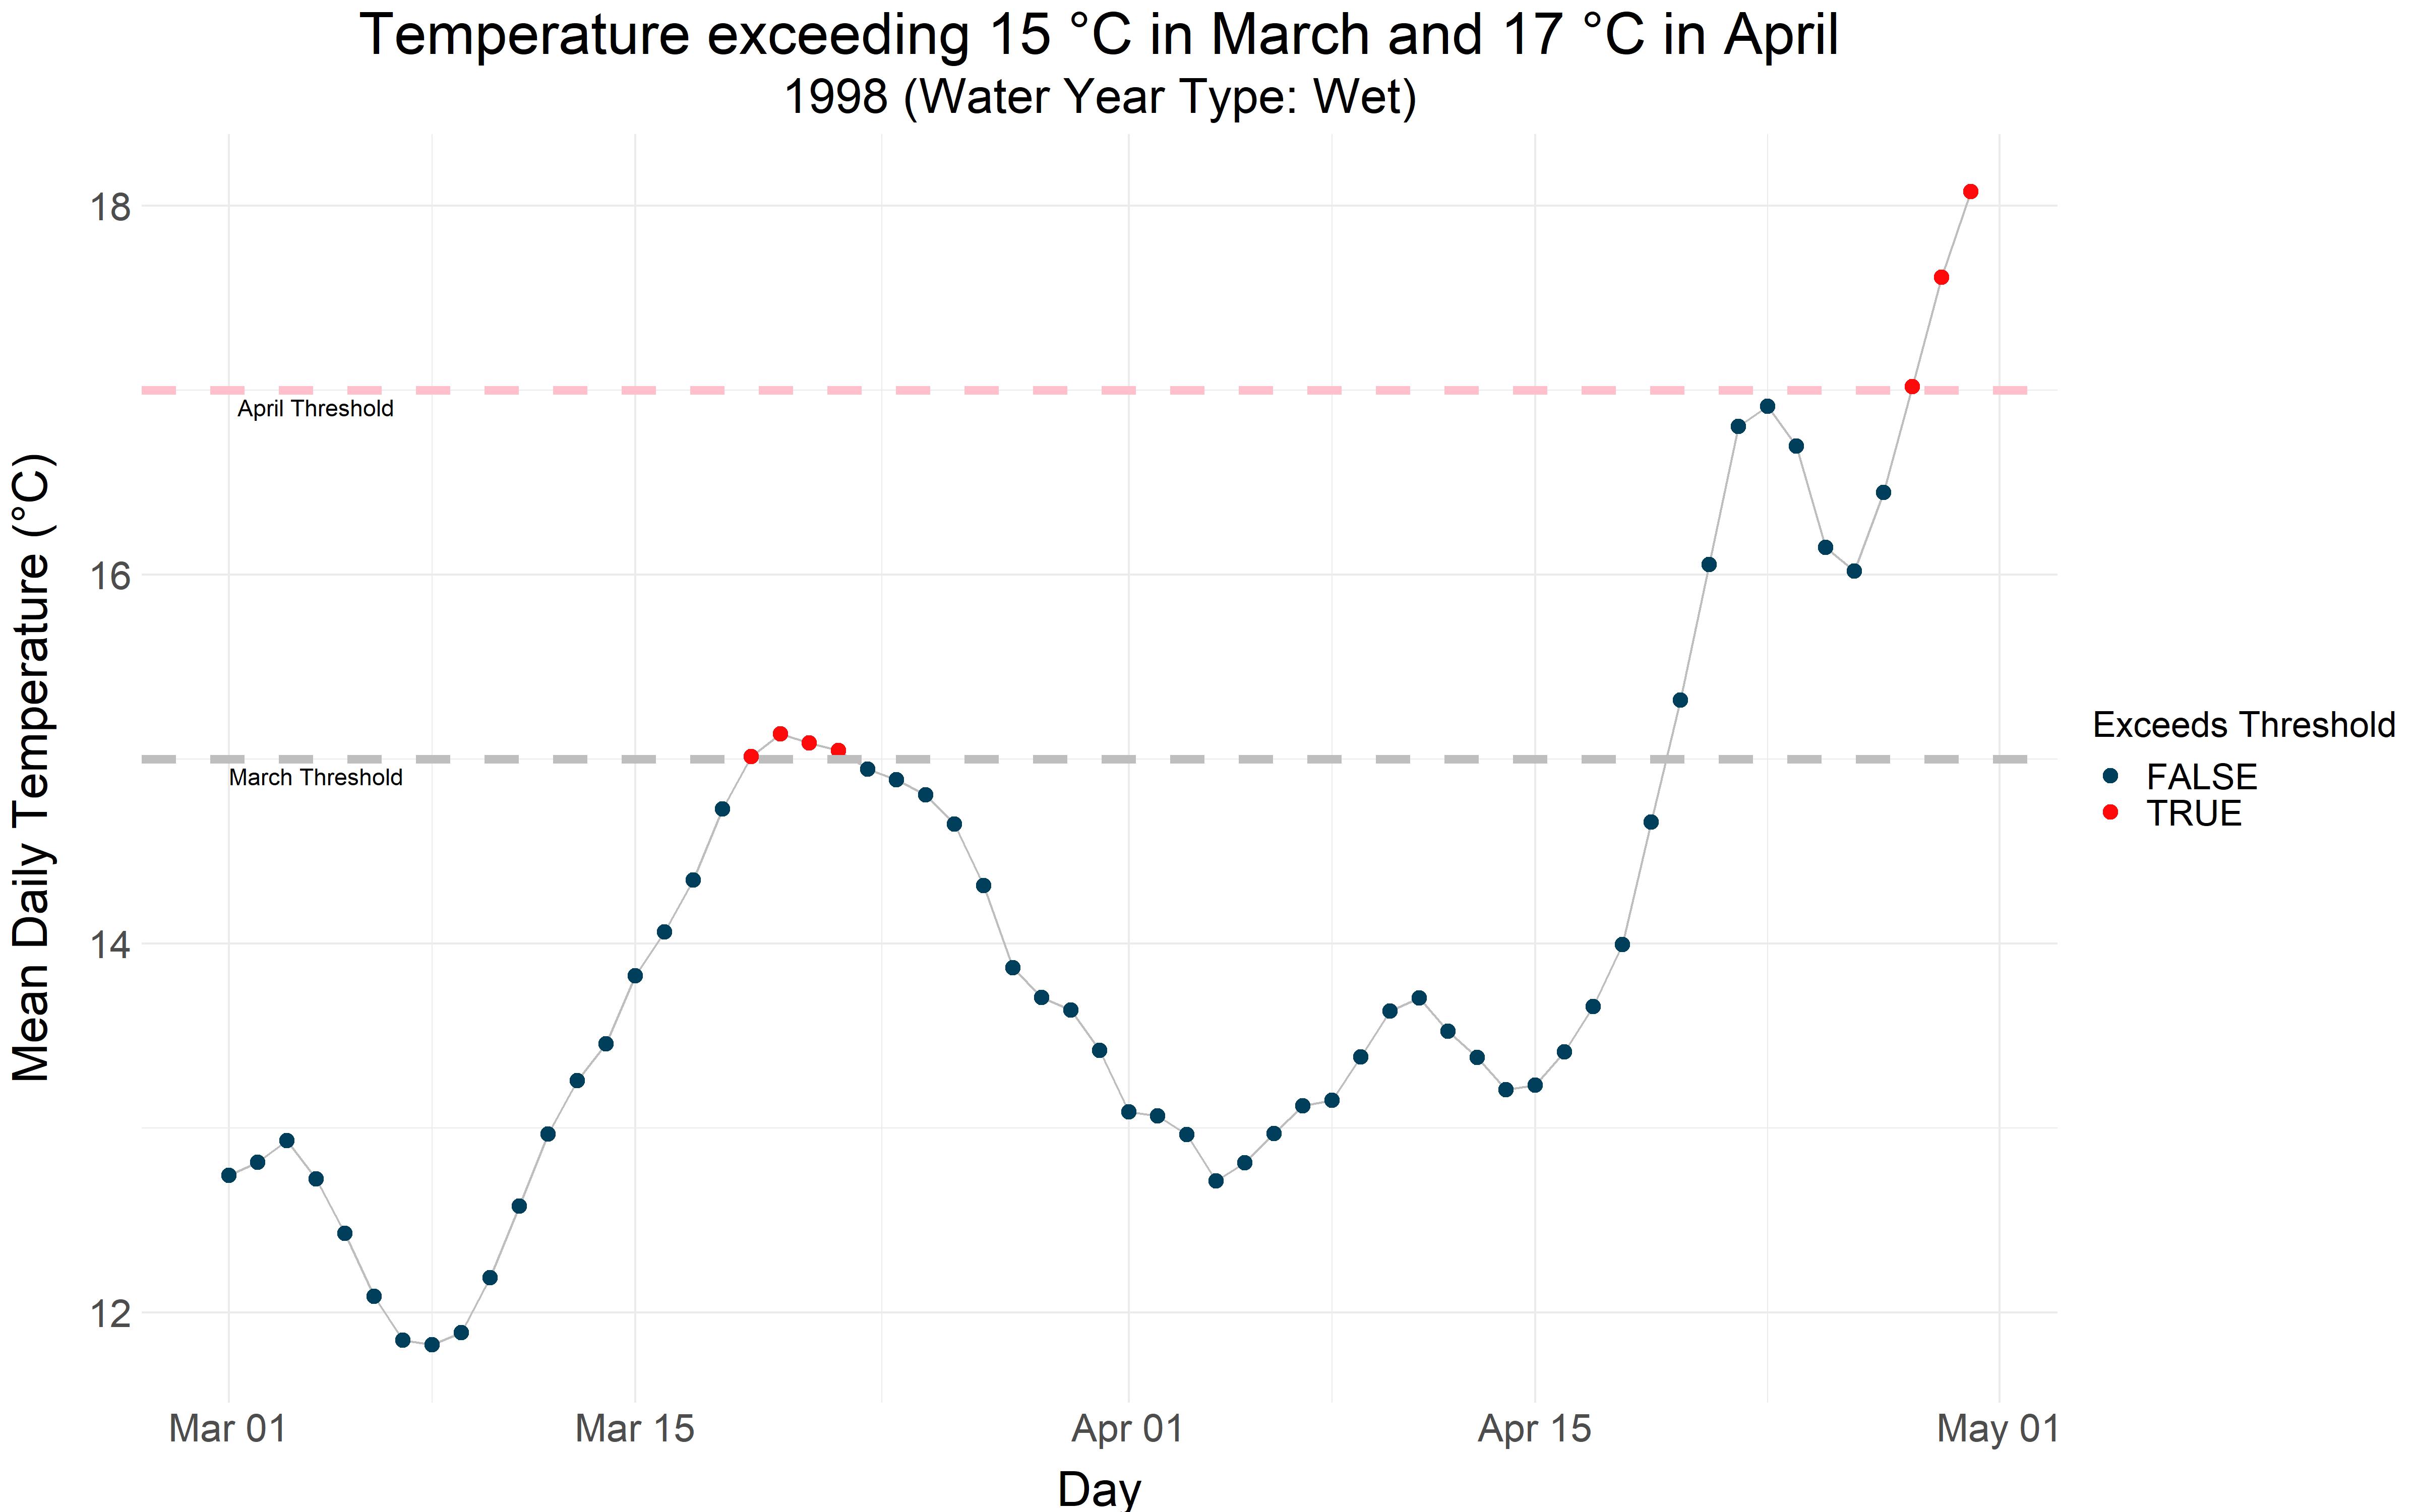 Temperature exceeding 15 °C in March and 17 °C in April
1998 (Water Year Type: Wet)
Mean Daily Temperature (°C)
18
16
14
12
April Threshold
March Threshold
Exceeds Threshold
FALSE
TRUE
Mar 01
Mar 15
Apr 01
Apr 15
May 01
Day